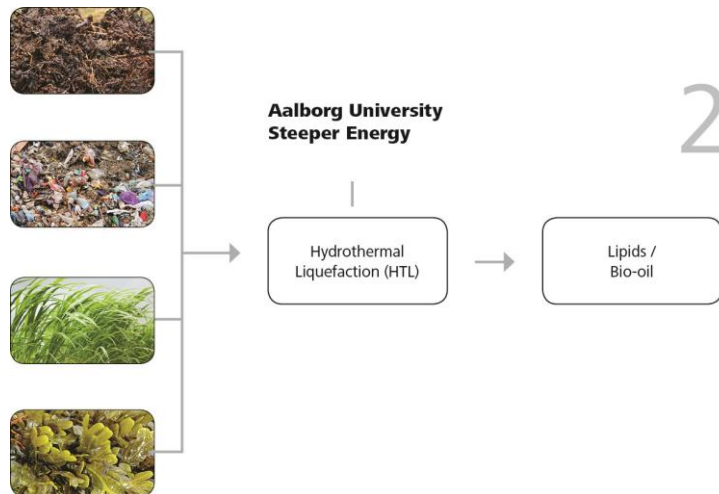 Aalborg University
Steeper Energy
2
Hydrothermal
Liquefaction (HTL)
Lipids /
Bio-oil